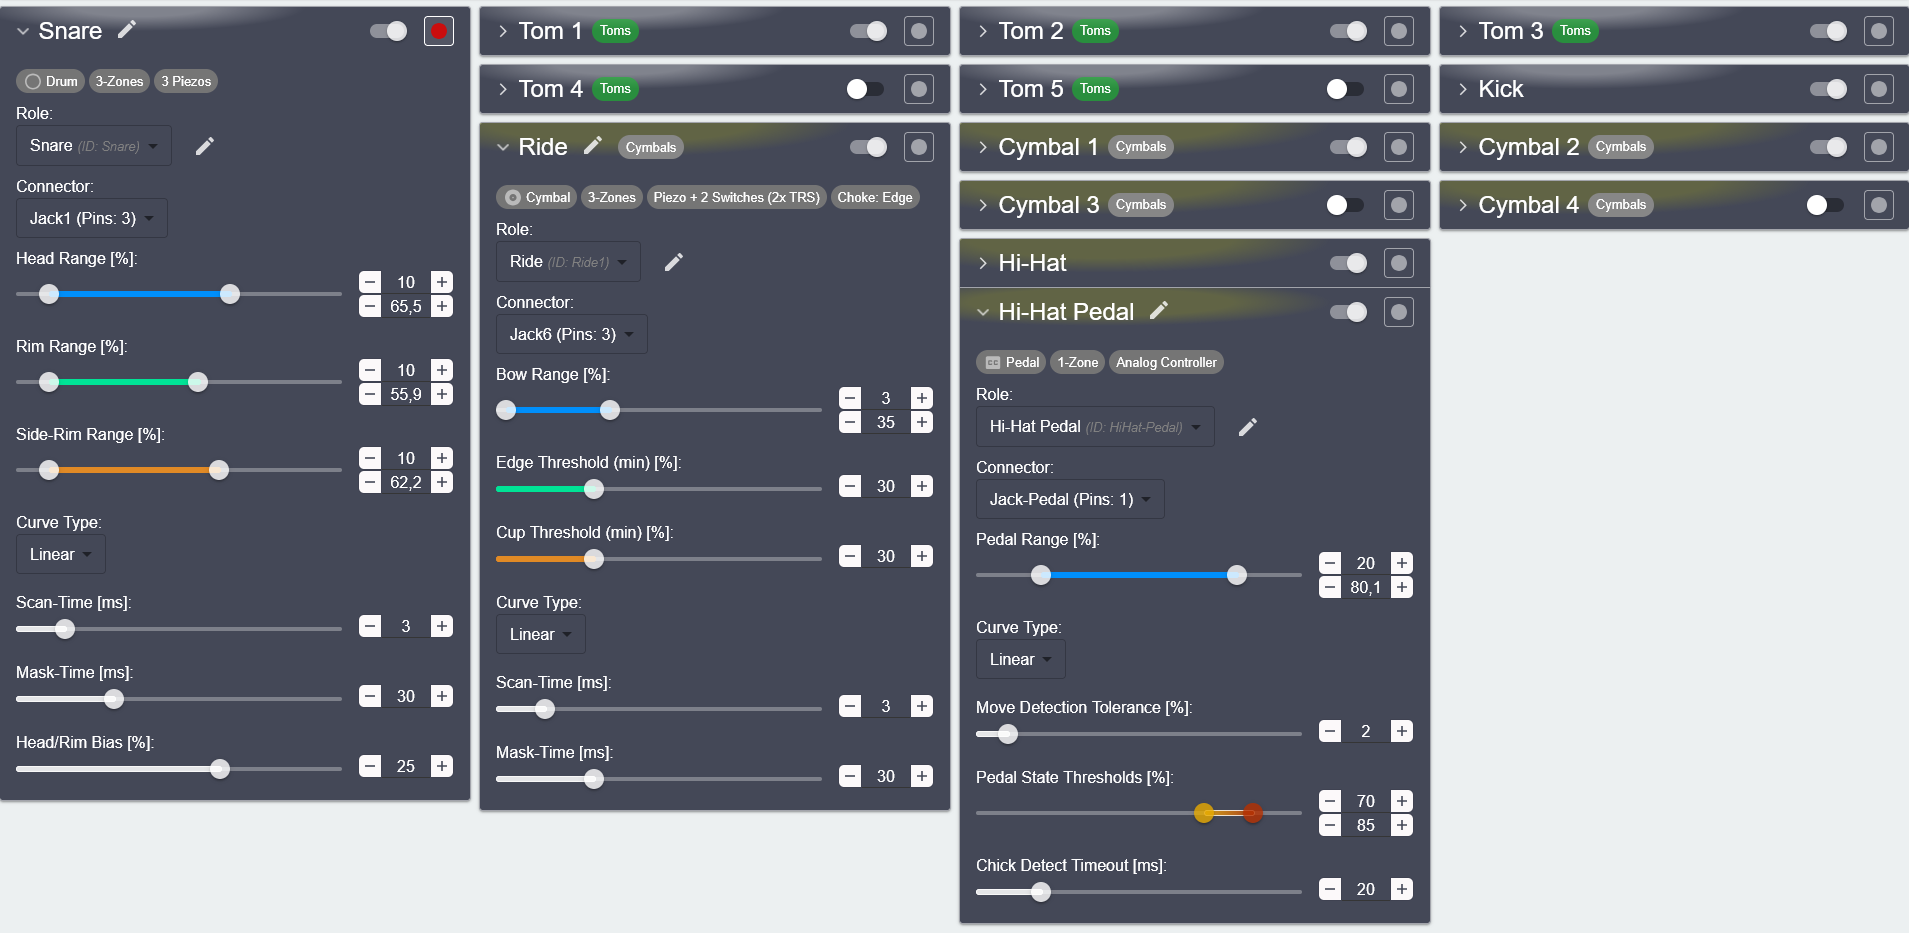 Snare
Drum 3-Zones 3 Piezos
Role:
Snare (ID: Snare)
Connector:
Jack1 (Pins: 3)
Head Range [%]:
10
65,5
Rim Range [%]:
10
55,9
Side-Rim Range [%]:
10
62,2
Curve Type:
Linear
Scan-Time [ms]:
3
Mask-Time [ms]:
30
Head/Rim Bias [%]:
25
Tom 1 Toms
Tom 4 Toms
Ride Cymbals
Cymbal 3-Zones Piezo + 2 Switches (2x TRS) Choke: Edge
Role:
Ride (ID: Ride1)
Connector:
Jack6 (Pins: 3)
Bow Range [%]:
3
35
Edge Threshold (min) [%]:
30
Cup Threshold (min) [%]:
30
Curve Type:
Linear
Scan-Time [ms]:
3
Mask-Time [ms]:
30
Tom 2 Toms
Tom 5 Toms
Cymbal 1 Cymbals
Cymbal 3 Cymbals
Hi-Hat
Hi-Hat Pedal
CC Pedal 1-Zone Analog Controller
Role:
Hi-Hat Pedal (ID: HiHat-Pedal)
Connector:
Jack-Pedal (Pins: 1)
Pedal Range [%]:
20
80,1
Curve Type:
Linear
Move Detection Tolerance [%]:
2
Pedal State Thresholds [%]:
70
85
Chick Detect Timeout [ms]:
20
Tom 3 Toms
Kick
Cymbal 2 Cymbals
Cymbal 4 Cymbals